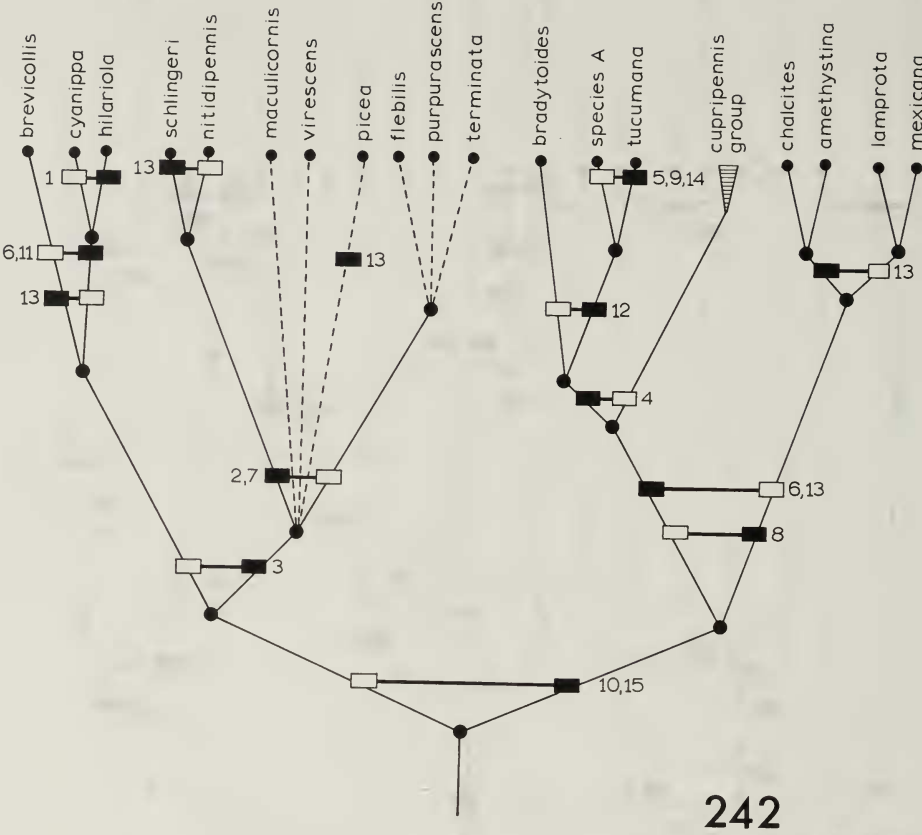 brevicollis
cyanippa
hilariola
schlingeri
nitidipennis
maculicornis
virescens
picea
flebilis
purpurascens
terminata
bradytoides
species A
tucumana
cupripennis
group
chalcites
amethystina
lamprota
mexicana
1
13
5,9,14
6,11
13
13
13
12
4
2,7
6,13
8
3
10,15
242